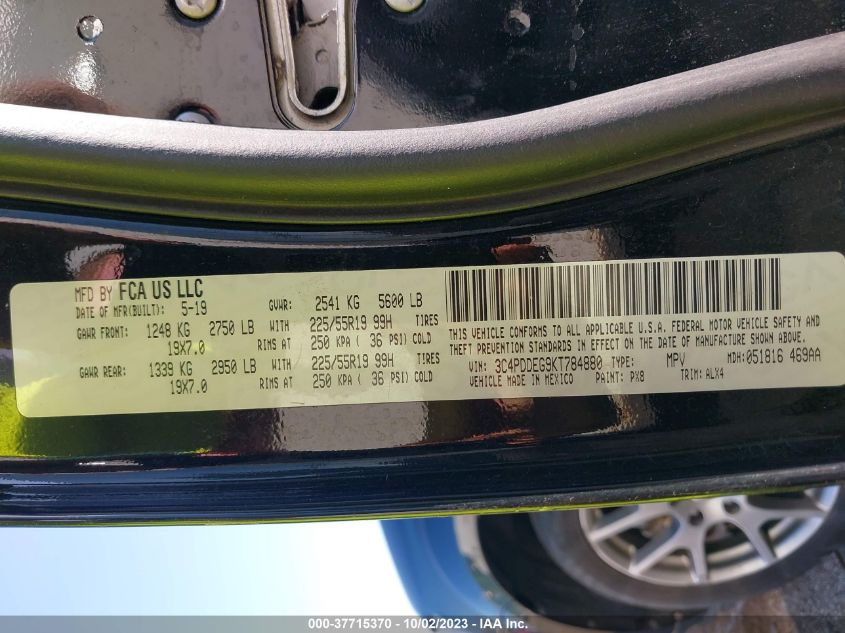 MFD BY FCA US LLC
DATE OF MFR(BUILT): 5-19 GVWR: 2541 KG 5600 LB
GAWR FRONT: 1248 KG 2750 LB WITH 225/55R19 99H TIRES
19X7.0 RIMS AT 250 KPA ( 36 PSI) COLD
GAWR REAR: 1339 KG 2950 LB WITH 225/55R19 99H TIRES
19X7.0 RIMS AT 250 KPA ( 36 PSI) COLD
THIS VEHICLE CONFORMS TO ALL APPLICABLE U.S.A. FEDERAL MOTOR VEHICLE SAFETY AND
THEFT PREVENTION STANDARDS IN EFFECT ON THE DATE OF MANUFACTURE SHOWN ABOVE.
VIN: 3C4PDDEG9KT784880 TYPE: MPV MDH: 051816 469AA
VEHICLE MADE IN MEXICO PAINT: PX8 TRIM: ALX4
000-37715370 - 10/02/2023 - IAA Inc.